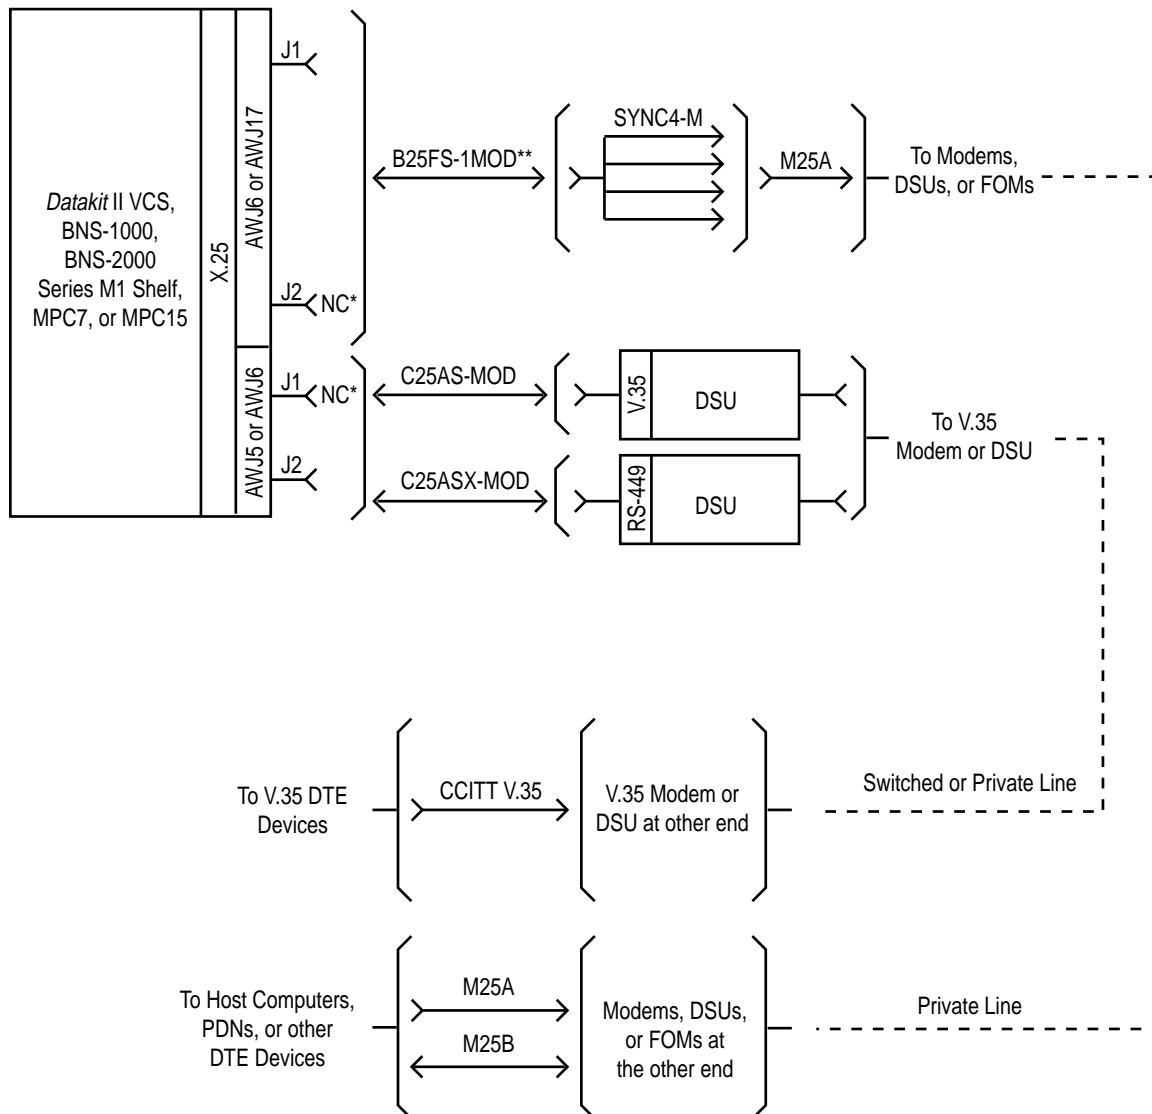 Datakit II VCS,
BNS-1000,
BNS-2000
Series M1 Shelf,
MPC7, or MPC15
X.25
AWJ6 or AWJ17
J1
J2
NC*
AWJ5 or AWJ6
J1
NC*
J2
B25FS-1MOD**
SYNC4-M
M25A
To Modems,
DSUs, or FOMs
C25AS-MOD
V.35
DSU
C25ASX-MOD
RS-449
DSU
To V.35
Modem or DSU
To V.35 DTE
Devices
CCITT V.35
V.35 Modem or
DSU at other end
Switched or Private Line
To Host Computers,
PDNs, or other
DTE Devices
M25A
M25B
Modems, DSUs,
or FOMs at
the other end
Private Line